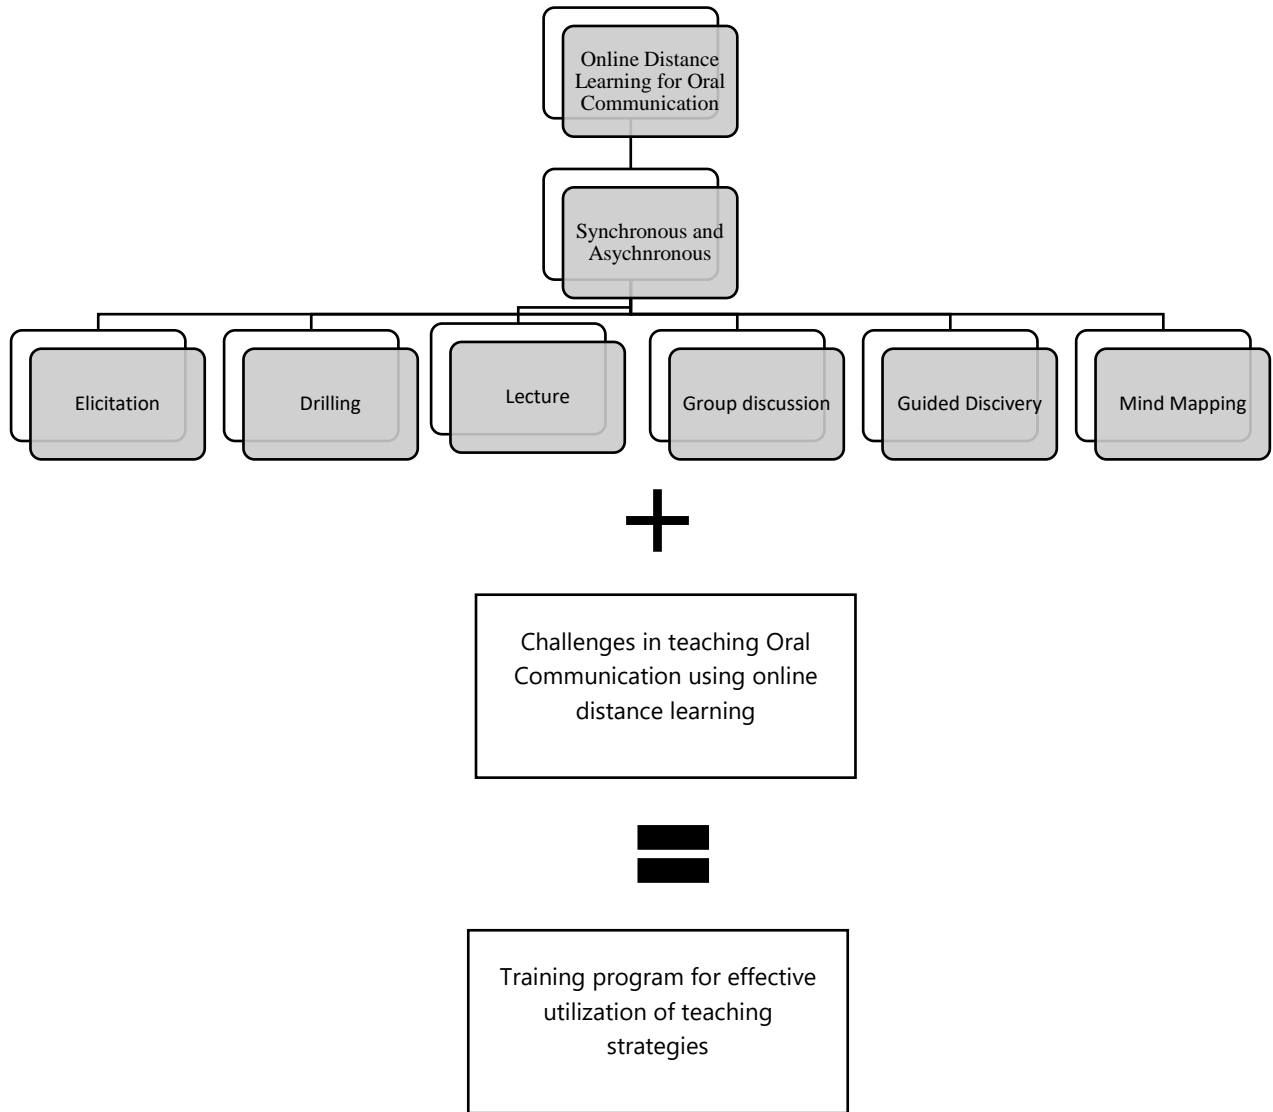 Online Distance
Learning for Oral
Communication
Synchronous and
Asychnronous
Elicitation
Drilling
Lecture
Group discussion
Guided Discivery
Mind Mapping
+
Challenges in teaching Oral
Communication using online
distance learning
=
Training program for effective
utilization of teaching
strategies